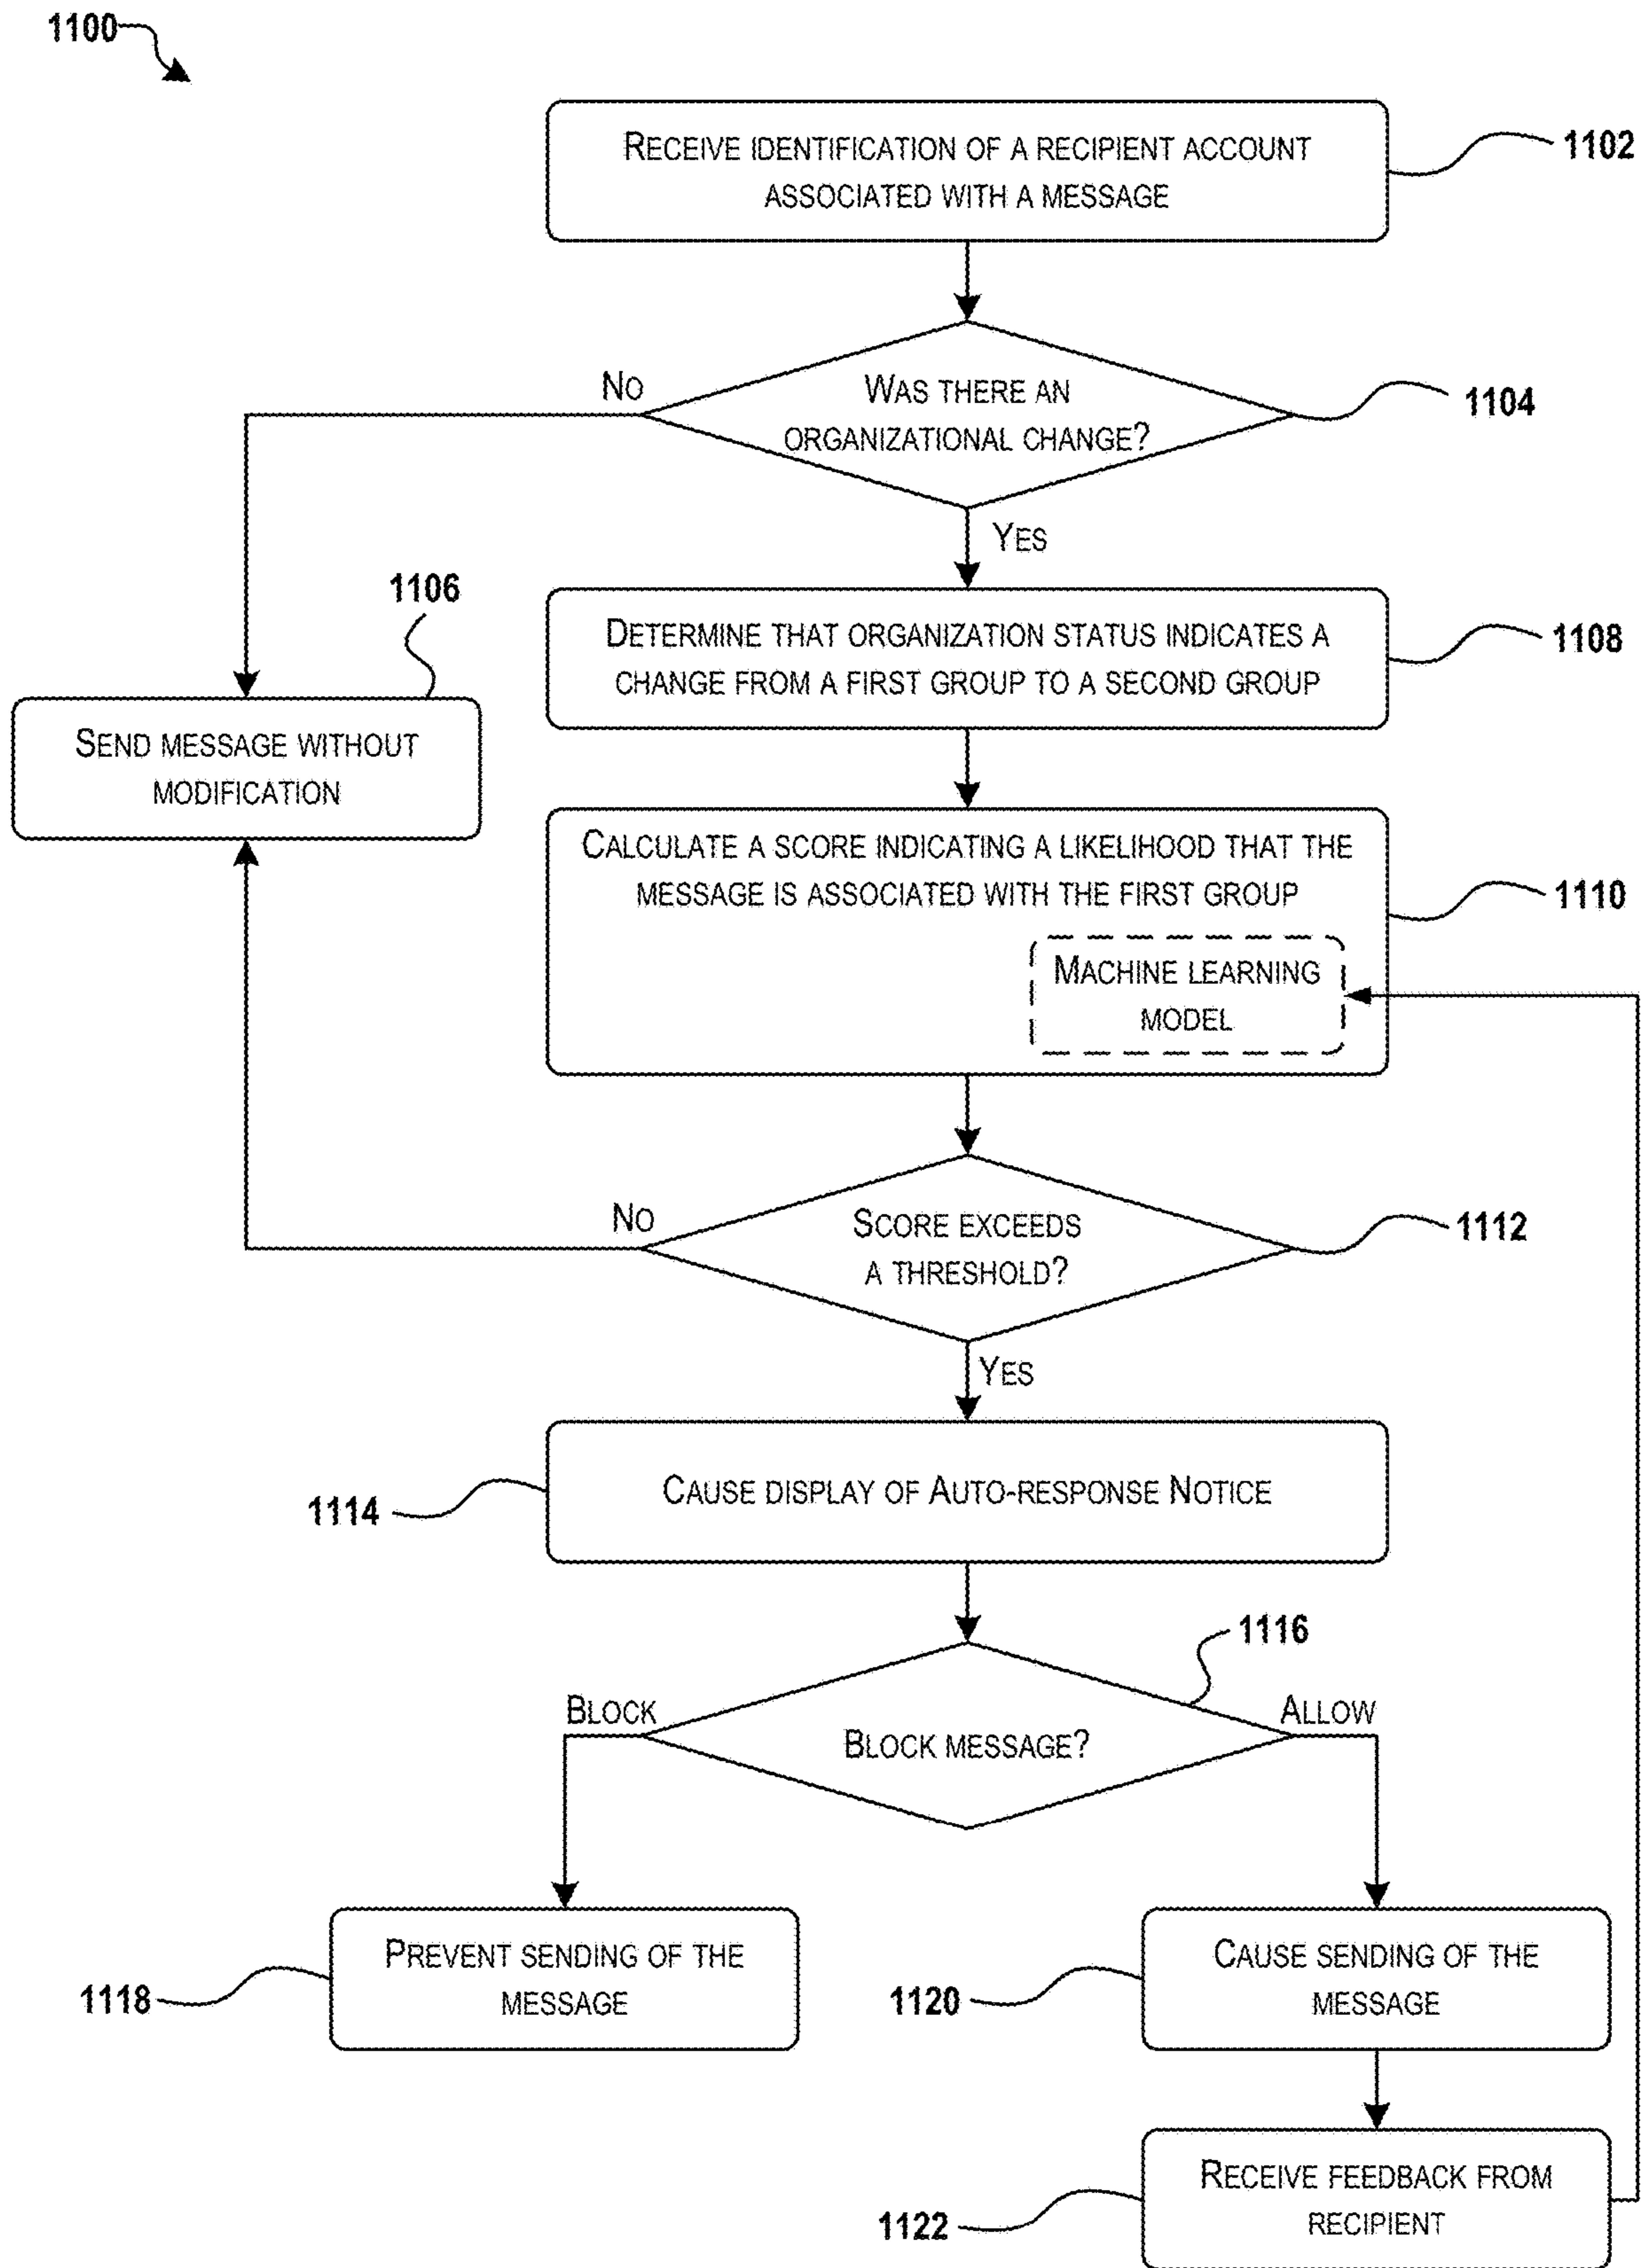 1100
RECEIVE IDENTIFICATION OF A RECIPIENT ACCOUNT
ASSOCIATED WITH A MESSAGE
1102
NO
WAS THERE AN
ORGANIZATIONAL CHANGE?
1104
YES
1106
SEND MESSAGE WITHOUT
MODIFICATION
DETERMINE THAT ORGANIZATION STATUS INDICATES A
CHANGE FROM A FIRST GROUP TO A SECOND GROUP
1108
CALCULATE A SCORE INDICATING A LIKELIHOOD THAT THE
MESSAGE IS ASSOCIATED WITH THE FIRST GROUP
1110
MACHINE LEARNING
MODEL
NO
SCORE EXCEEDS
A THRESHOLD?
1112
YES
CAUSE DISPLAY OF AUTO-RESPONSE NOTICE
1114
1116
BLOCK
BLOCK MESSAGE?
ALLOW
PREVENT SENDING OF THE
MESSAGE
1118
CAUSE SENDING OF THE
MESSAGE
1120
RECEIVE FEEDBACK FROM
RECIPIENT
1122